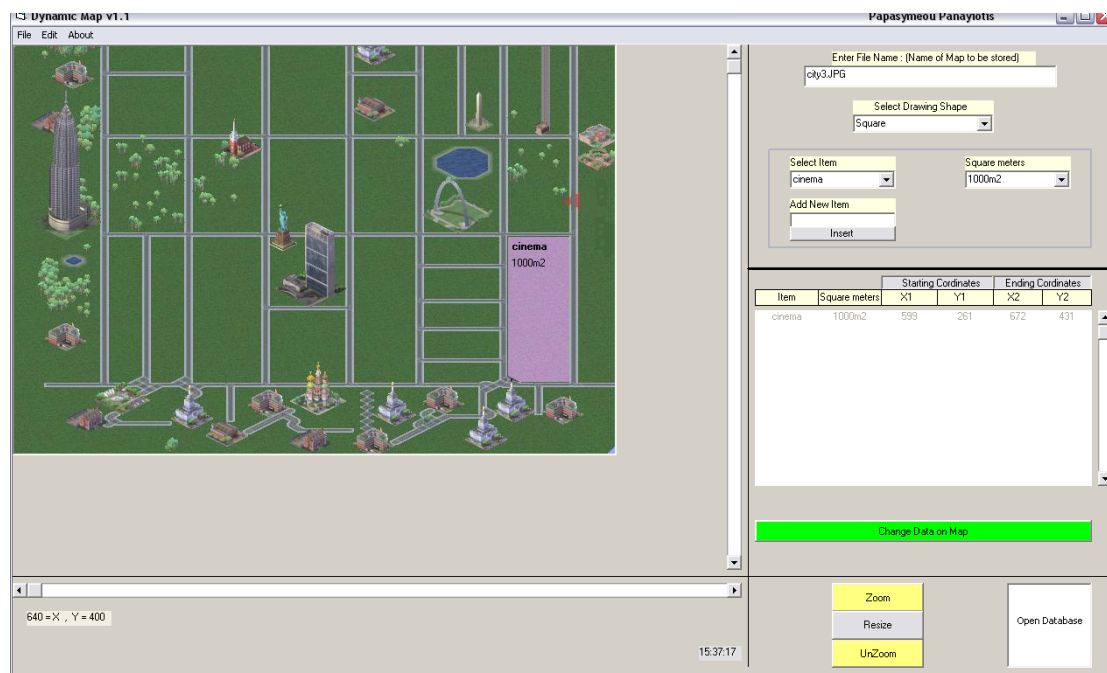 Dynamic Map v1.1
Papasymeou Panayiotis
File Edit About
Enter File Name : (Name of Map to be stored)
city3.JPG
Select Drawing Shape
Square
Select Item
Square meters
cinema
1000m2
Add New Item
Insert
cinema
1000m2
Starting Cordinates Ending Cordinates
Item Square meters X1 Y1 X2 Y2
cinema 1000m2 599 261 672 431
Change Data on Map
640 = X , Y = 400
15:37:17
Zoom
Resize
UnZoom
Open Database